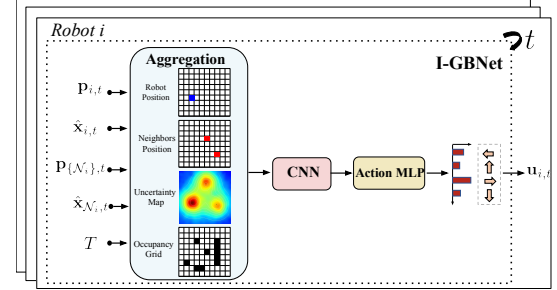 Robot i
t
I-GBNet
Aggregation
Robot
Position
Neighbors
Position
Uncertainty
Map
Occupancy
Grid
p_{i,t}
x̂_{i,t}
p_{\{𝒩_i\},t}
x̂_{𝒩_i,t}
T
CNN
Action MLP
u_{i,t}